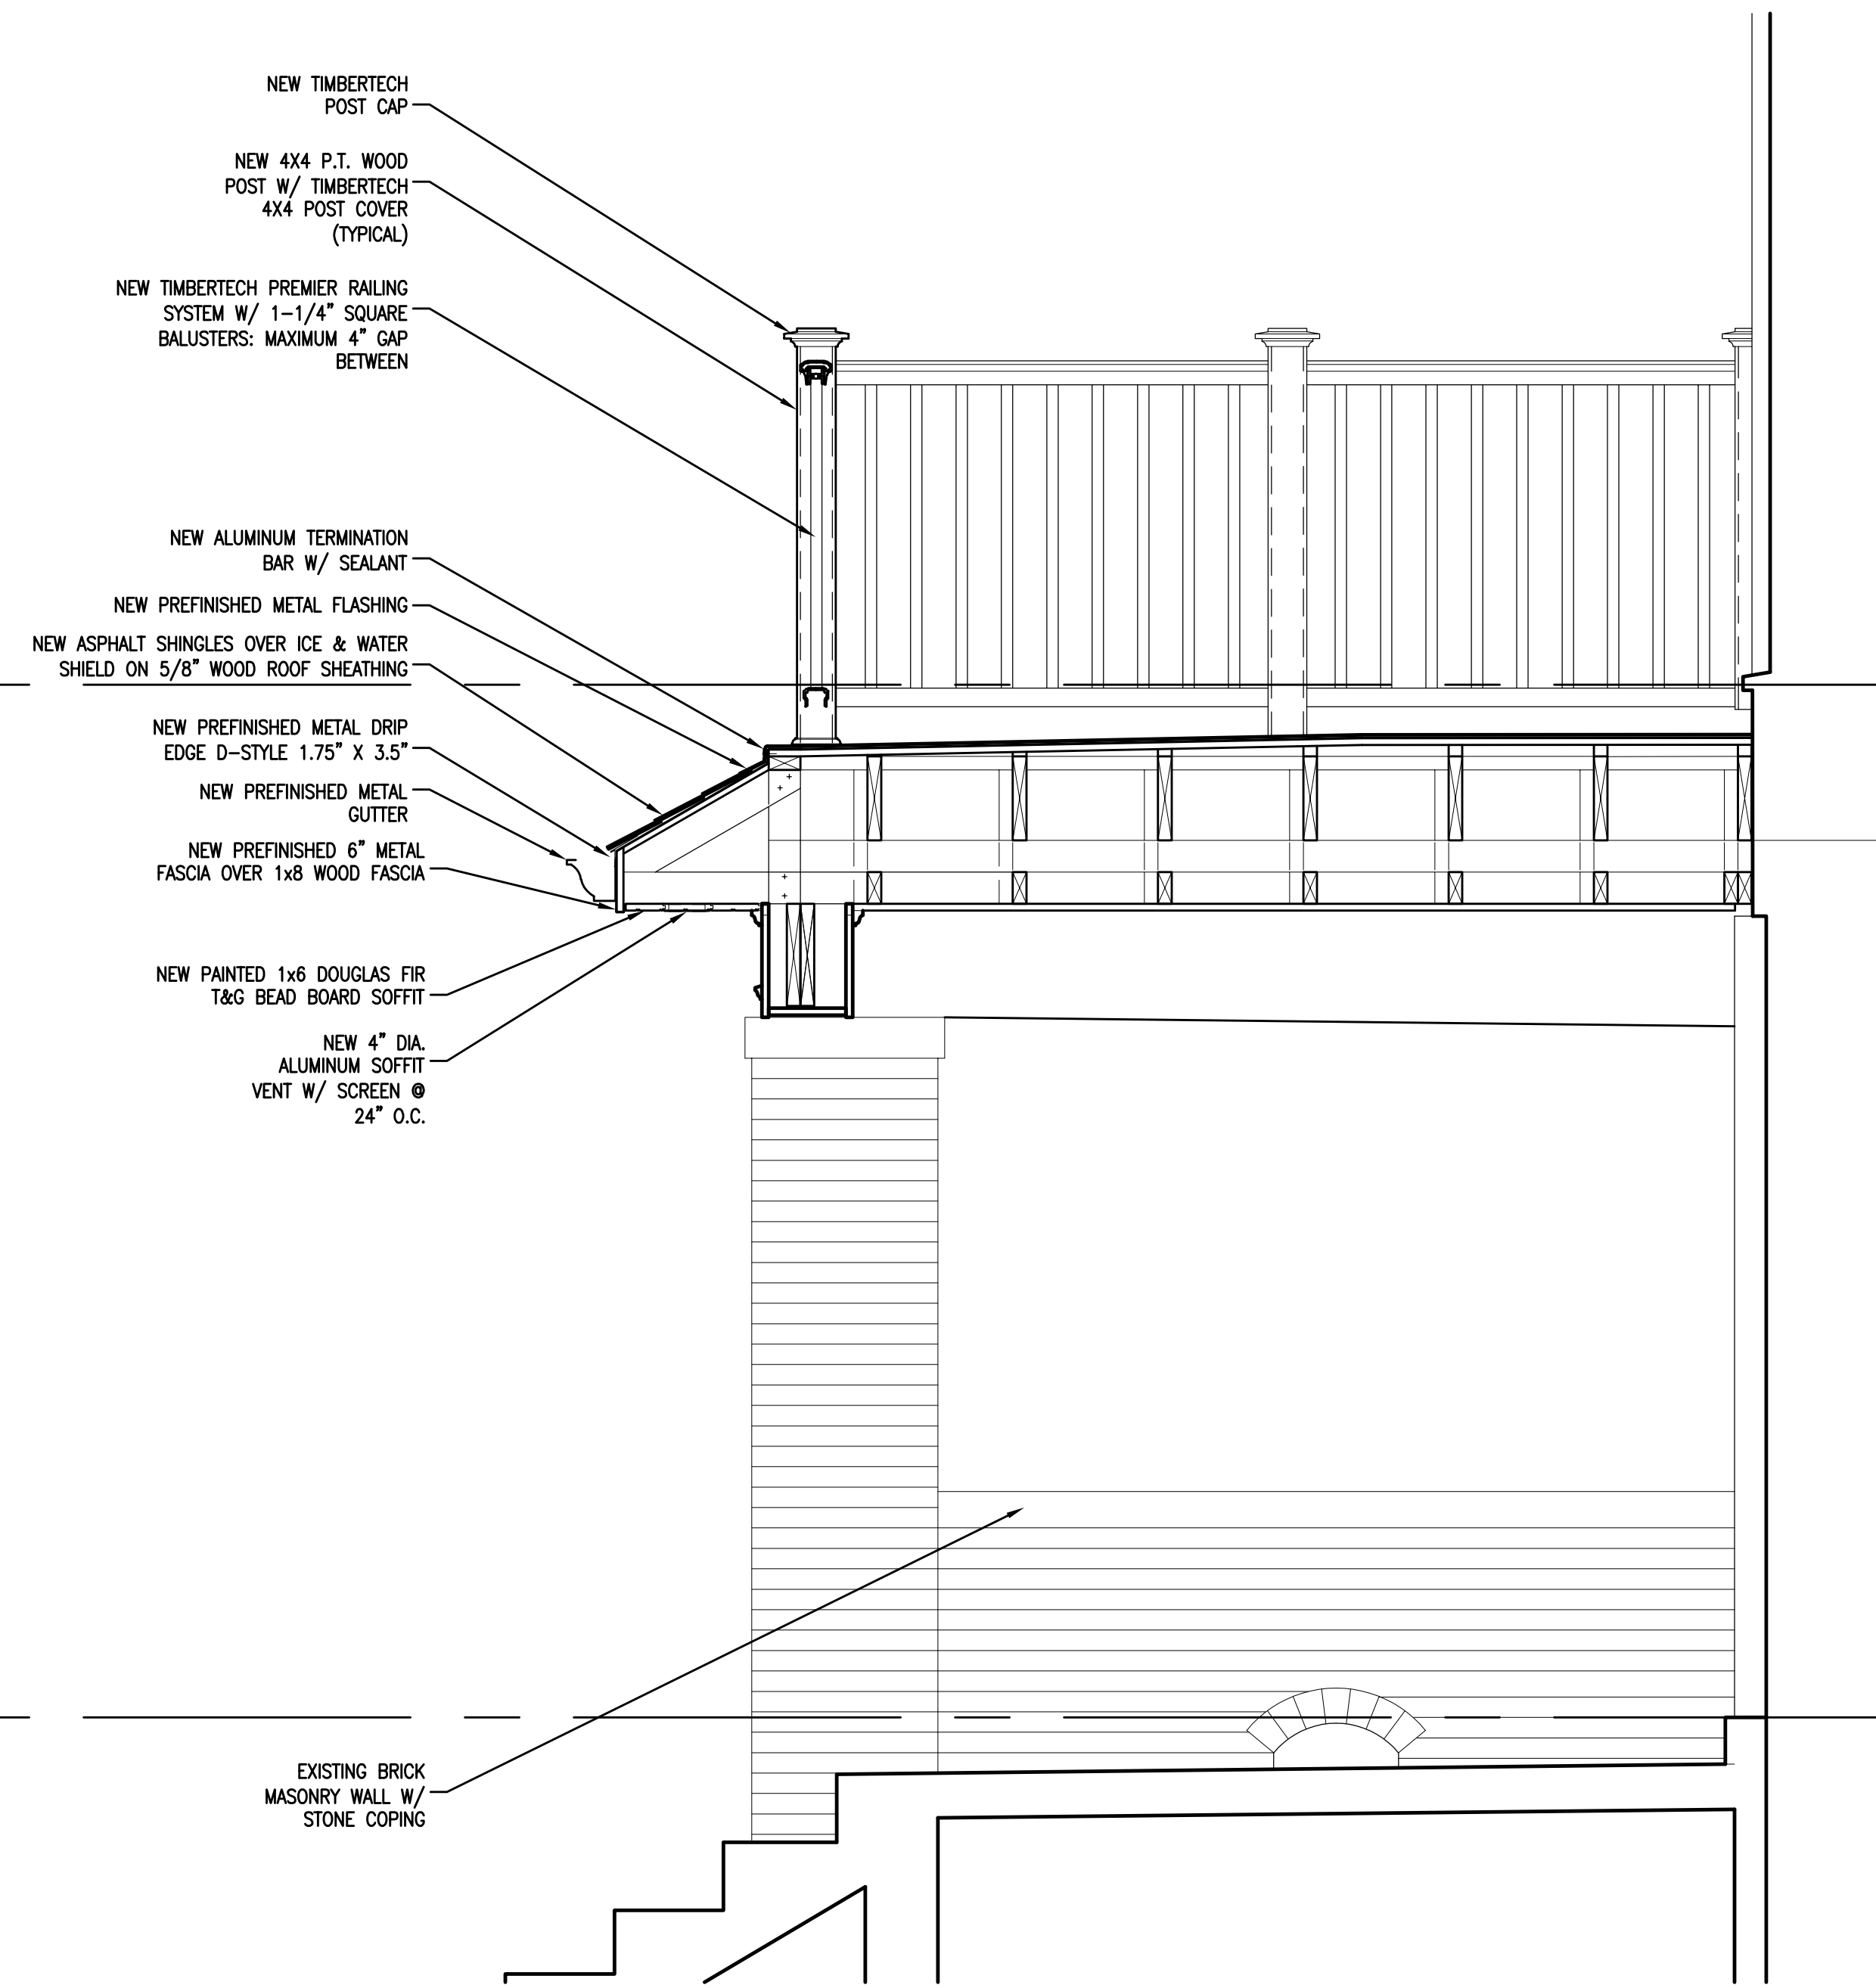 NEW TIMBERTECH
POST CAP
NEW 4X4 P.T. WOOD
POST W/ TIMBERTECH
4X4 POST COVER
(TYPICAL)
NEW TIMBERTECH PREMIER RAILING
SYSTEM W/ 1-1/4" SQUARE
BALUSTERS: MAXIMUM 4" GAP
BETWEEN
NEW ALUMINUM TERMINATION
BAR W/ SEALANT
NEW PREFINISHED METAL FLASHING
NEW ASPHALT SHINGLES OVER ICE & WATER
SHIELD ON 5/8" WOOD ROOF SHEATHING
NEW PREFINISHED METAL DRIP
EDGE D-STYLE 1.75" X 3.5"
NEW PREFINISHED METAL
GUTTER
NEW PREFINISHED 6" METAL
FASCIA OVER 1x8 WOOD FASCIA
NEW PAINTED 1x6 DOUGLAS FIR
T&G BEAD BOARD SOFFIT
NEW 4" DIA.
ALUMINUM SOFFIT
VENT W/ SCREEN @
24" O.C.
EXISTING BRICK
MASONRY WALL W/
STONE COPING